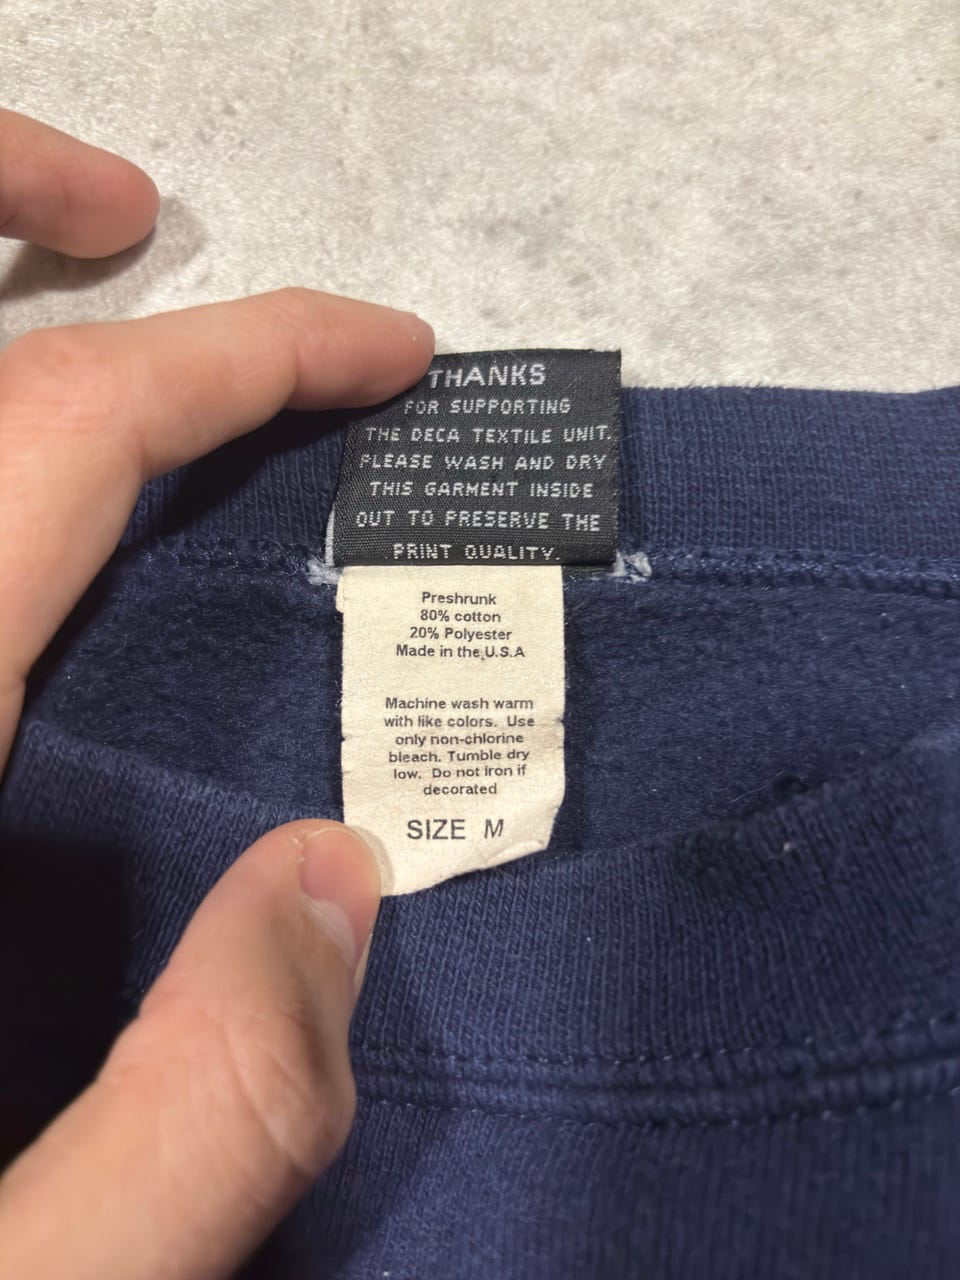 THANKS
FOR SUPPORTING
THE DECA TEXTILE UNIT.
PLEASE WASH AND DRY
THIS GARMENT INSIDE
OUT TO PRESERVE THE
PRINT QUALITY.
Preshrunk
80% cotton
20% Polyester
Made in the U.S.A
Machine wash warm
with like colors. Use
only non-chlorine
bleach. Tumble dry
low. Do not iron if
decorated
SIZE M